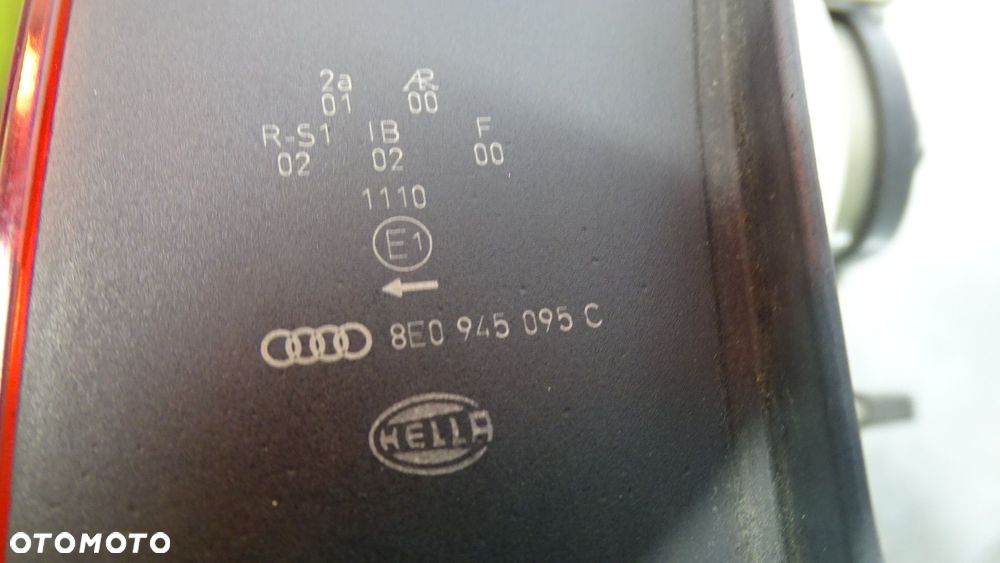 2a AR
01 00
R-S1 IB F
02 02 00
1110
E1
8E0 945 095 C
HELLA
OTOMOTO